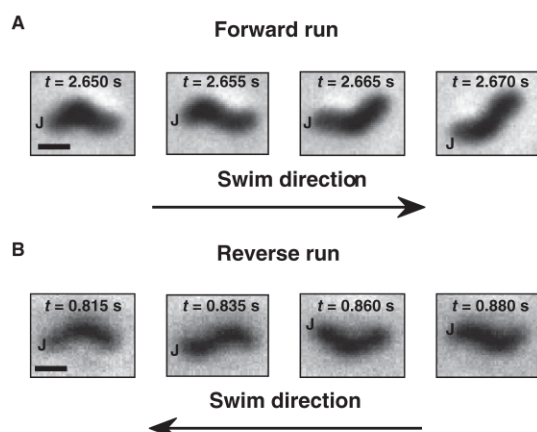 A
Forward run
t = 2.650 s
t = 2.655 s
t = 2.665 s
t = 2.670 s
J
J
J
J
Swim direction
B
Reverse run
t = 0.815 s
t = 0.835 s
t = 0.860 s
t = 0.880 s
J
J
J
J
Swim direction